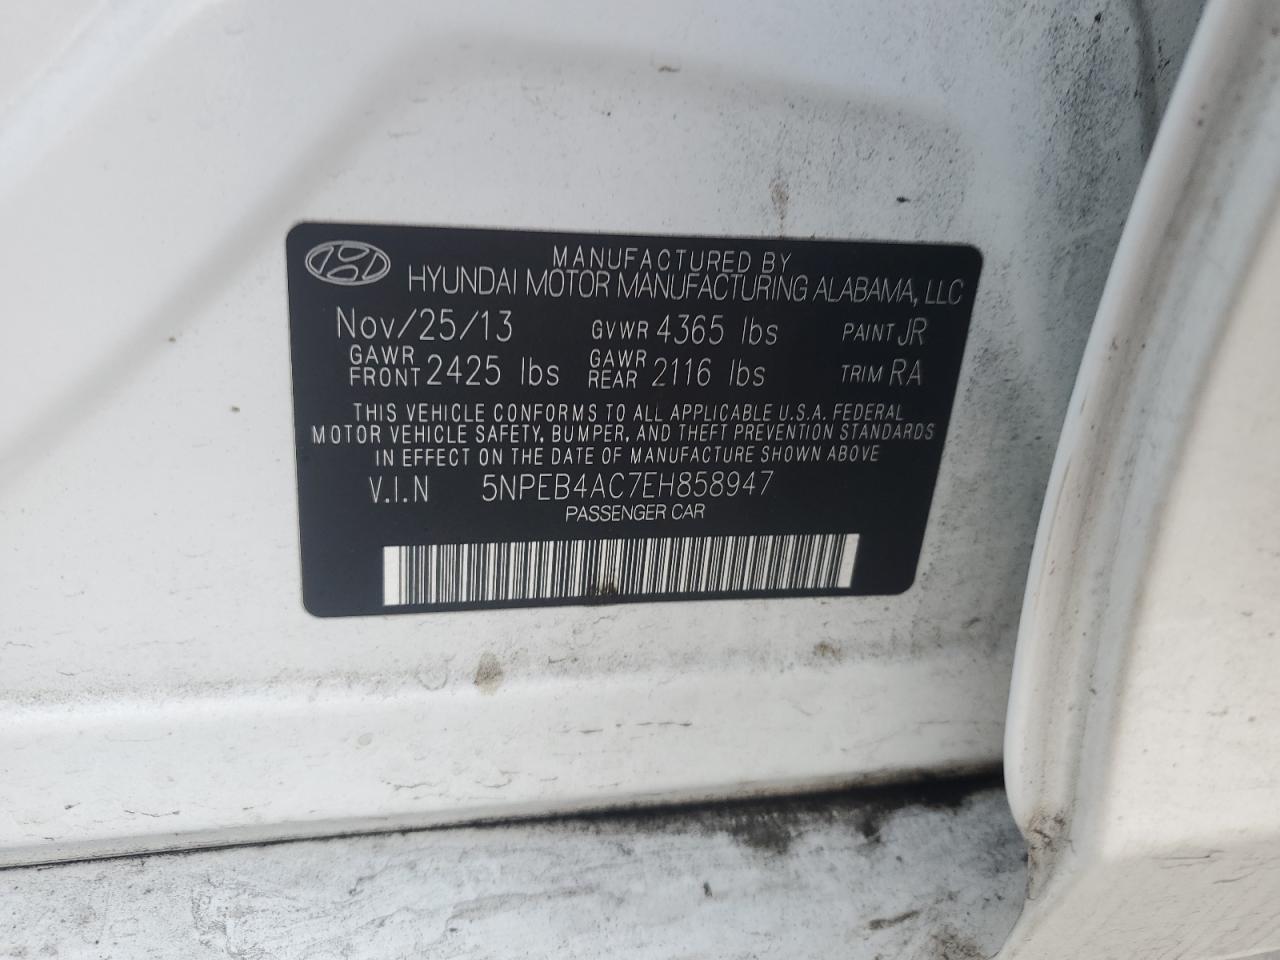 MANUFACTURED BY
HYUNDAI MOTOR MANUFACTURING ALABAMA, LLC
Nov/25/13 GVWR 4365 lbs PAINT JR
GAWR FRONT 2425 lbs GAWR REAR 2116 lbs TRIM RA
THIS VEHICLE CONFORMS TO ALL APPLICABLE U.S.A. FEDERAL
MOTOR VEHICLE SAFETY, BUMPER, AND THEFT PREVENTION STANDARDS
IN EFFECT ON THE DATE OF MANUFACTURE SHOWN ABOVE
V.I.N 5NPEB4AC7EH858947
PASSENGER CAR